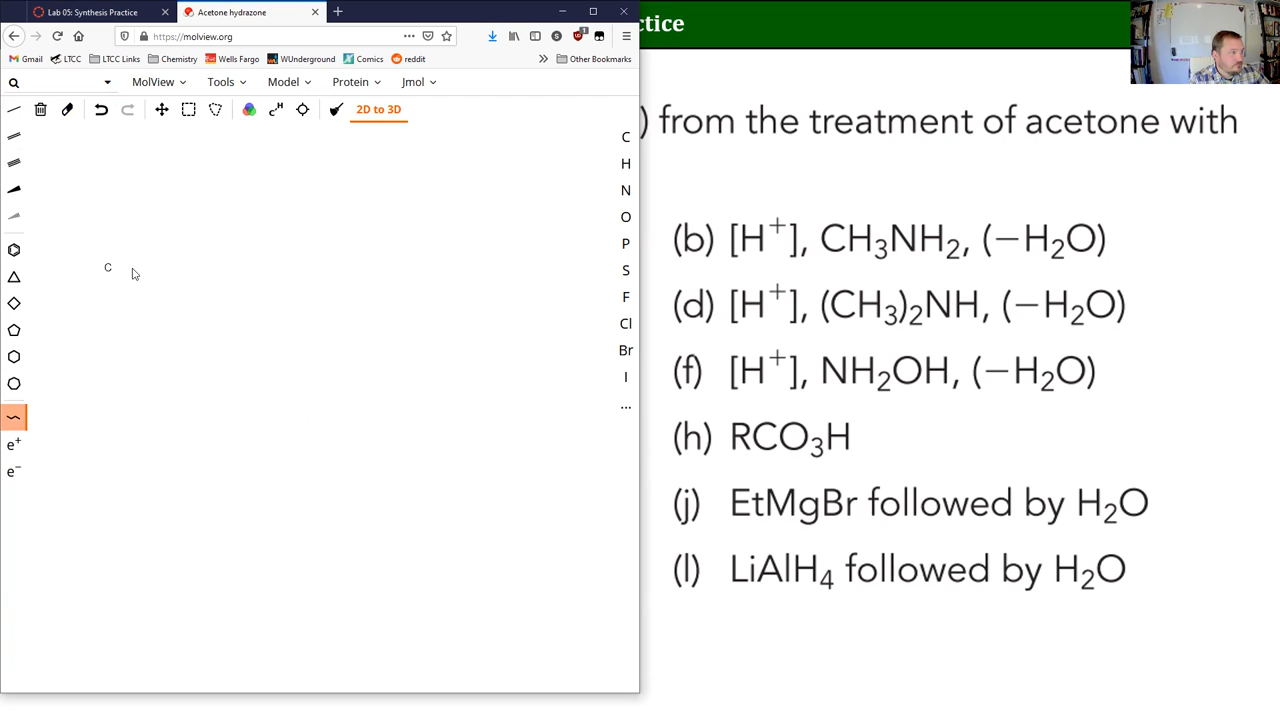 Lab 05: Synthesis Practice
Acetone hydrazone
https://molview.org
Gmail LTCC LTCC Links Chemistry Wells Fargo WUnderground Comics reddit Other Bookmarks
MolView Tools Model Protein Jmol
2D to 3D
C
H
N
O
P
S
F
Cl
Br
I
...
e⁺
e⁻
C
ctice
) from the treatment of acetone with
(b) [H⁺], CH₃NH₂, (−H₂O)
(d) [H⁺], (CH₃)₂NH, (−H₂O)
(f) [H⁺], NH₂OH, (−H₂O)
(h) RCO₃H
(j) EtMgBr followed by H₂O
(l) LiAlH₄ followed by H₂O